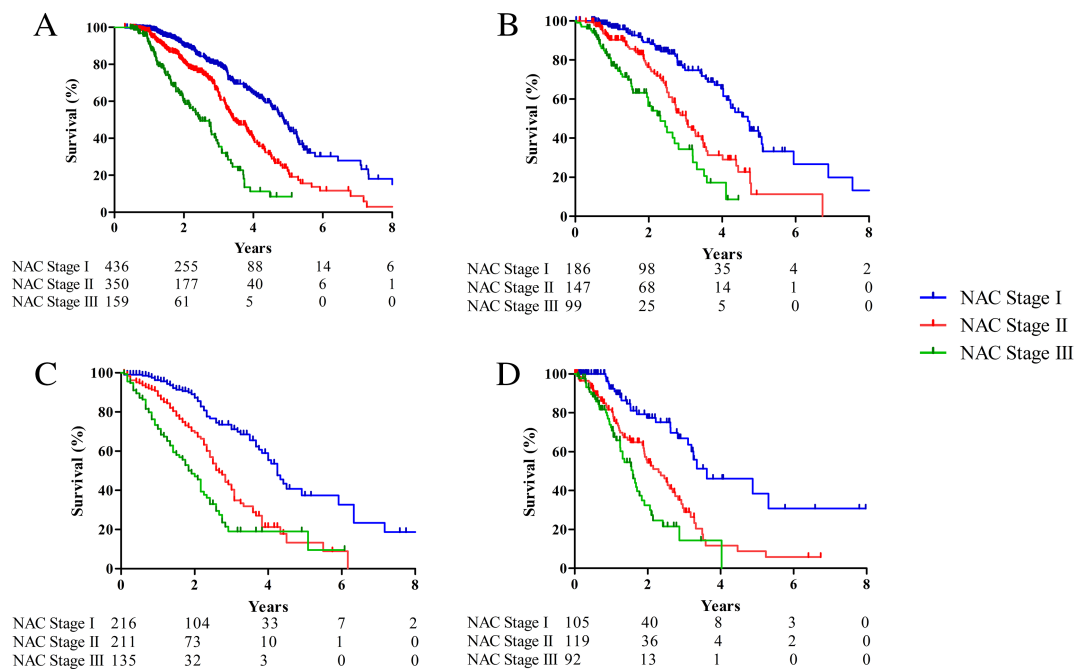 A
Survival (%)
100
80
60
40
20
0
0 2 4 6 8
Years
NAC Stage I 436 255 88 14 6
NAC Stage II 350 177 40 6 1
NAC Stage III 159 61 5 0 0
B
Survival (%)
100
80
60
40
20
0
0 2 4 6 8
Years
NAC Stage I 186 98 35 4 2
NAC Stage II 147 68 14 1 0
NAC Stage III 99 25 5 0 0
NAC Stage I
NAC Stage II
NAC Stage III
C
Survival (%)
100
80
60
40
20
0
0 2 4 6 8
Years
NAC Stage I 216 104 33 7 2
NAC Stage II 211 73 10 1 0
NAC Stage III 135 32 3 0 0
D
Survival (%)
100
80
60
40
20
0
0 2 4 6 8
Years
NAC Stage I 105 40 8 3 0
NAC Stage II 119 36 4 2 0
NAC Stage III 92 13 1 0 0